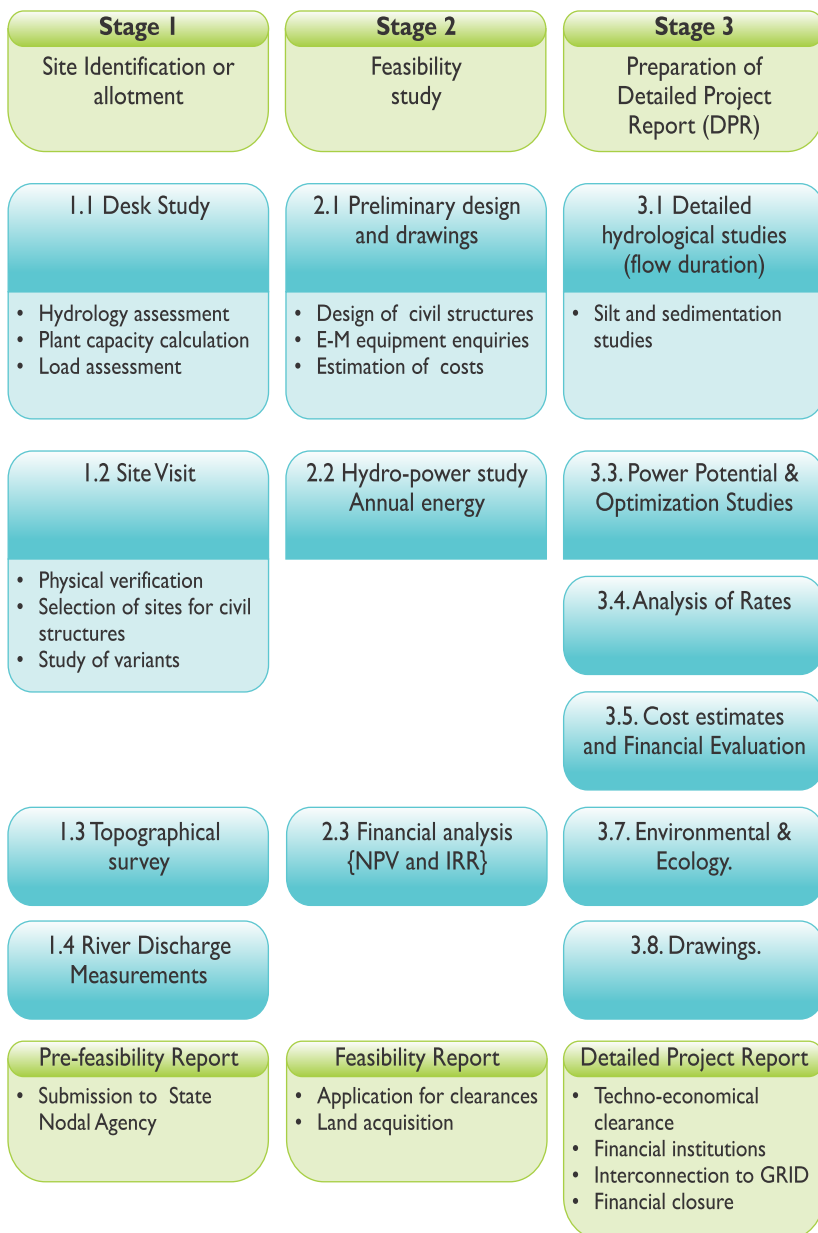 Stage 1
Site Identification or
allotment
Stage 2
Feasibility
study
Stage 3
Preparation of
Detailed Project
Report (DPR)
1.1 Desk Study
• Hydrology assessment
• Plant capacity calculation
• Load assessment
2.1 Preliminary design
and drawings
• Design of civil structures
• E-M equipment enquiries
• Estimation of costs
3.1 Detailed
hydrological studies
(flow duration)
• Silt and sedimentation
studies
1.2 Site Visit
• Physical verification
• Selection of sites for civil
structures
• Study of variants
2.2 Hydro-power study
Annual energy
3.3. Power Potential &
Optimization Studies
3.4. Analysis of Rates
3.5. Cost estimates
and Financial Evaluation
1.3 Topographical
survey
2.3 Financial analysis
{NPV and IRR}
3.7. Environmental &
Ecology.
1.4 River Discharge
Measurements
3.8. Drawings.
Pre-feasibility Report
• Submission to State
Nodal Agency
Feasibility Report
• Application for clearances
• Land acquisition
Detailed Project Report
• Techno-economical
clearance
• Financial institutions
• Interconnection to GRID
• Financial closure